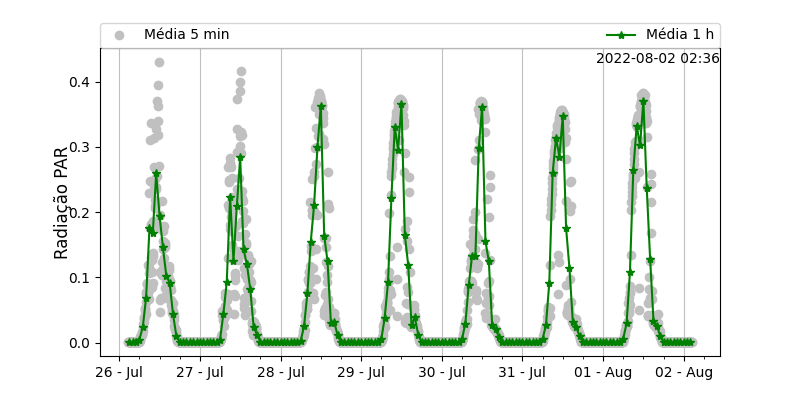 Média 5 min
Média 1 h
2022-08-02 02:36
Radiação PAR
0.4
0.3
0.2
0.1
0.0
26 - Jul
27 - Jul
28 - Jul
29 - Jul
30 - Jul
31 - Jul
01 - Aug
02 - Aug